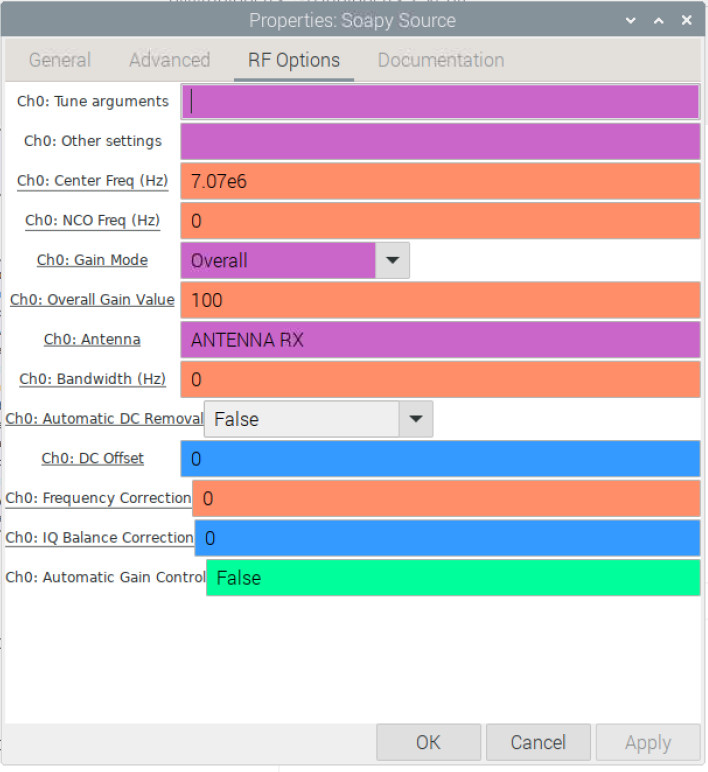 Properties: Soapy Source
General Advanced RF Options Documentation
Ch0: Tune arguments
Ch0: Other settings
Ch0: Center Freq (Hz) 7.07e6
Ch0: NCO Freq (Hz) 0
Ch0: Gain Mode Overall
Ch0: Overall Gain Value 100
Ch0: Antenna ANTENNA RX
Ch0: Bandwidth (Hz) 0
Ch0: Automatic DC Removal False
Ch0: DC Offset 0
Ch0: Frequency Correction 0
Ch0: IQ Balance Correction 0
Ch0: Automatic Gain Control False
OK Cancel Apply